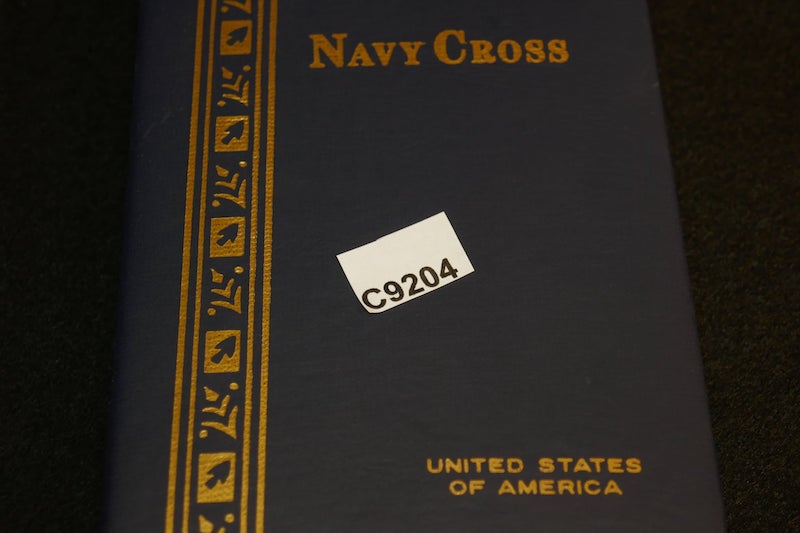 NAVY CROSS
C9204
UNITED STATES
OF AMERICA